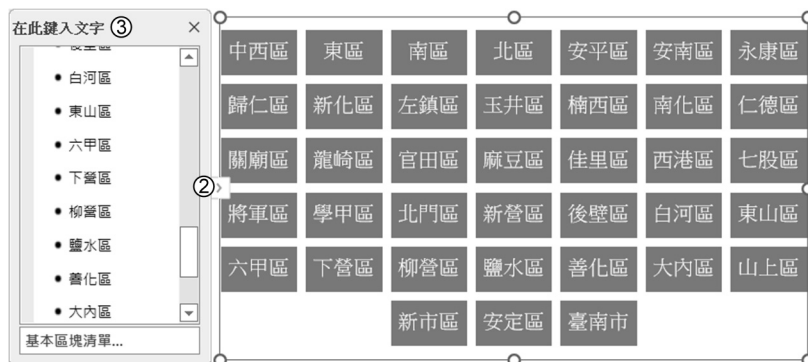 在此鍵入文字 ③
白河區
東山區
六甲區
下營區
柳營區
鹽水區
善化區
大內區
基本區塊清單...
②
中西區 東區 南區 北區 安平區 安南區 永康區
歸仁區 新化區 左鎮區 玉井區 楠西區 南化區 仁德區
關廟區 龍崎區 官田區 麻豆區 佳里區 西港區 七股區
將軍區 學甲區 北門區 新營區 後壁區 白河區 東山區
六甲區 下營區 柳營區 鹽水區 善化區 大內區 山上區
新市區 安定區 臺南市